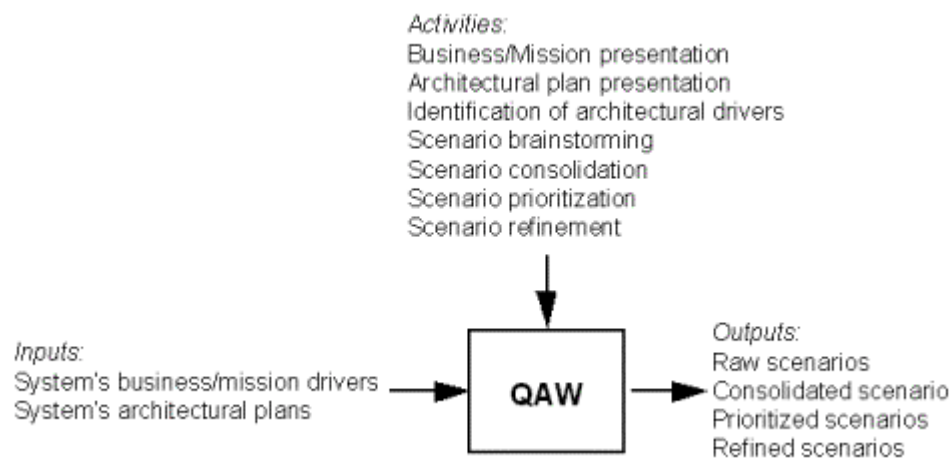 Activities:
Business/Mission presentation
Architectural plan presentation
Identification of architectural drivers
Scenario brainstorming
Scenario consolidation
Scenario prioritization
Scenario refinement
Inputs:
System's business/mission drivers
System's architectural plans
QAW
Outputs:
Raw scenarios
Consolidated scenario
Prioritized scenarios
Refined scenarios